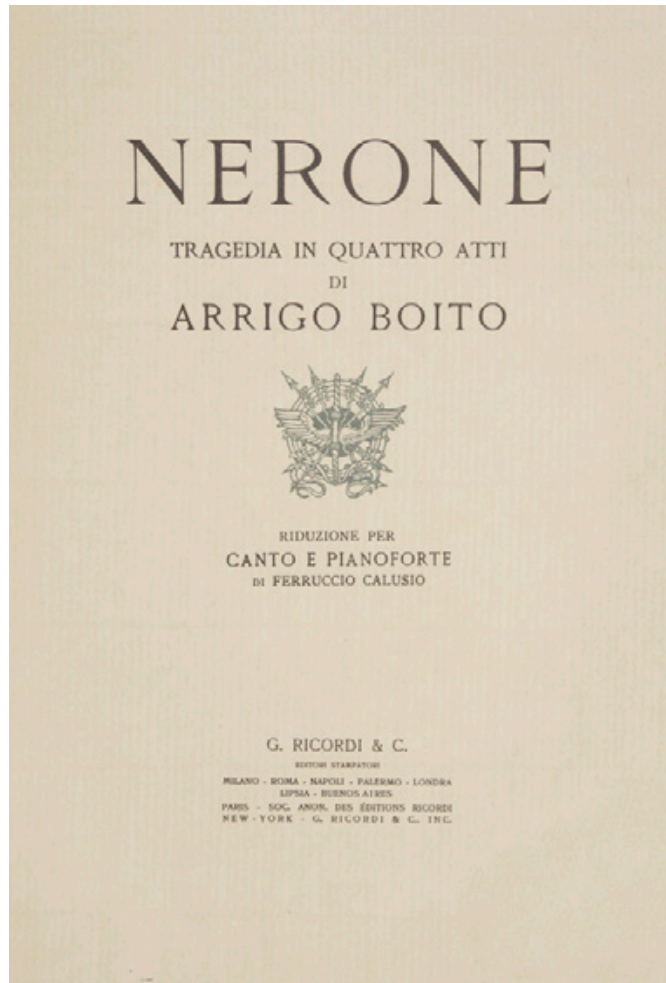 NERONE
TRAGEDIA IN QUATTRO ATTI
DI
ARRIGO BOITO
RIDUZIONE PER
CANTO E PIANOFORTE
DI FERRUCCIO CALUSIO
G. RICORDI & C.
EDITORI STAMPATORI
MILANO - ROMA - NAPOLI - PALERMO - LONDRA
LIPSIA - BUENOS AIRES
PARIS - SOC. ANON. DES ÉDITIONS RICORDI
NEW-YORK - G. RICORDI & C., INC.